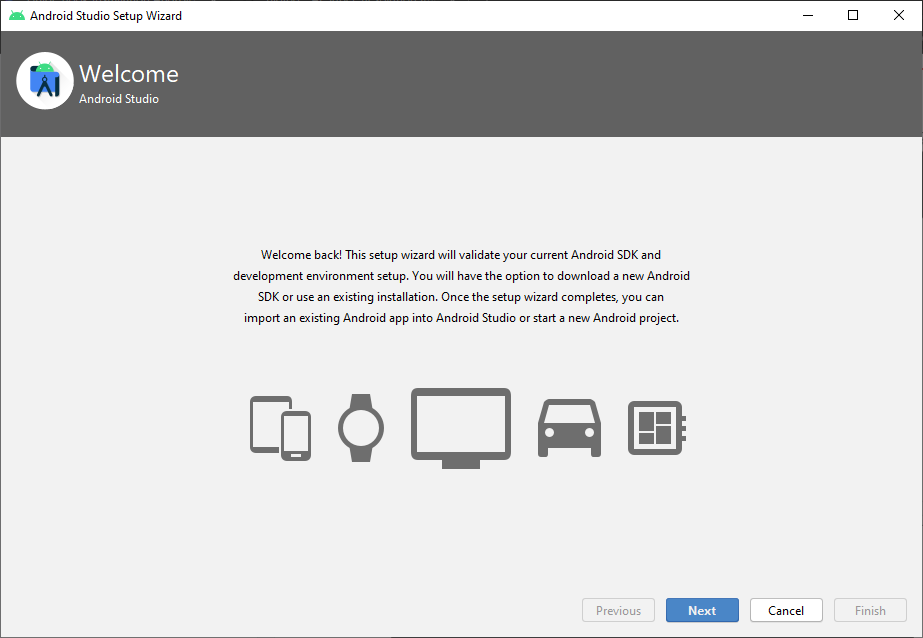 Android Studio Setup Wizard
Welcome
Android Studio
Welcome back! This setup wizard will validate your current Android SDK and
development environment setup. You will have the option to download a new Android
SDK or use an existing installation. Once the setup wizard completes, you can
import an existing Android app into Android Studio or start a new Android project.
Previous
Next
Cancel
Finish